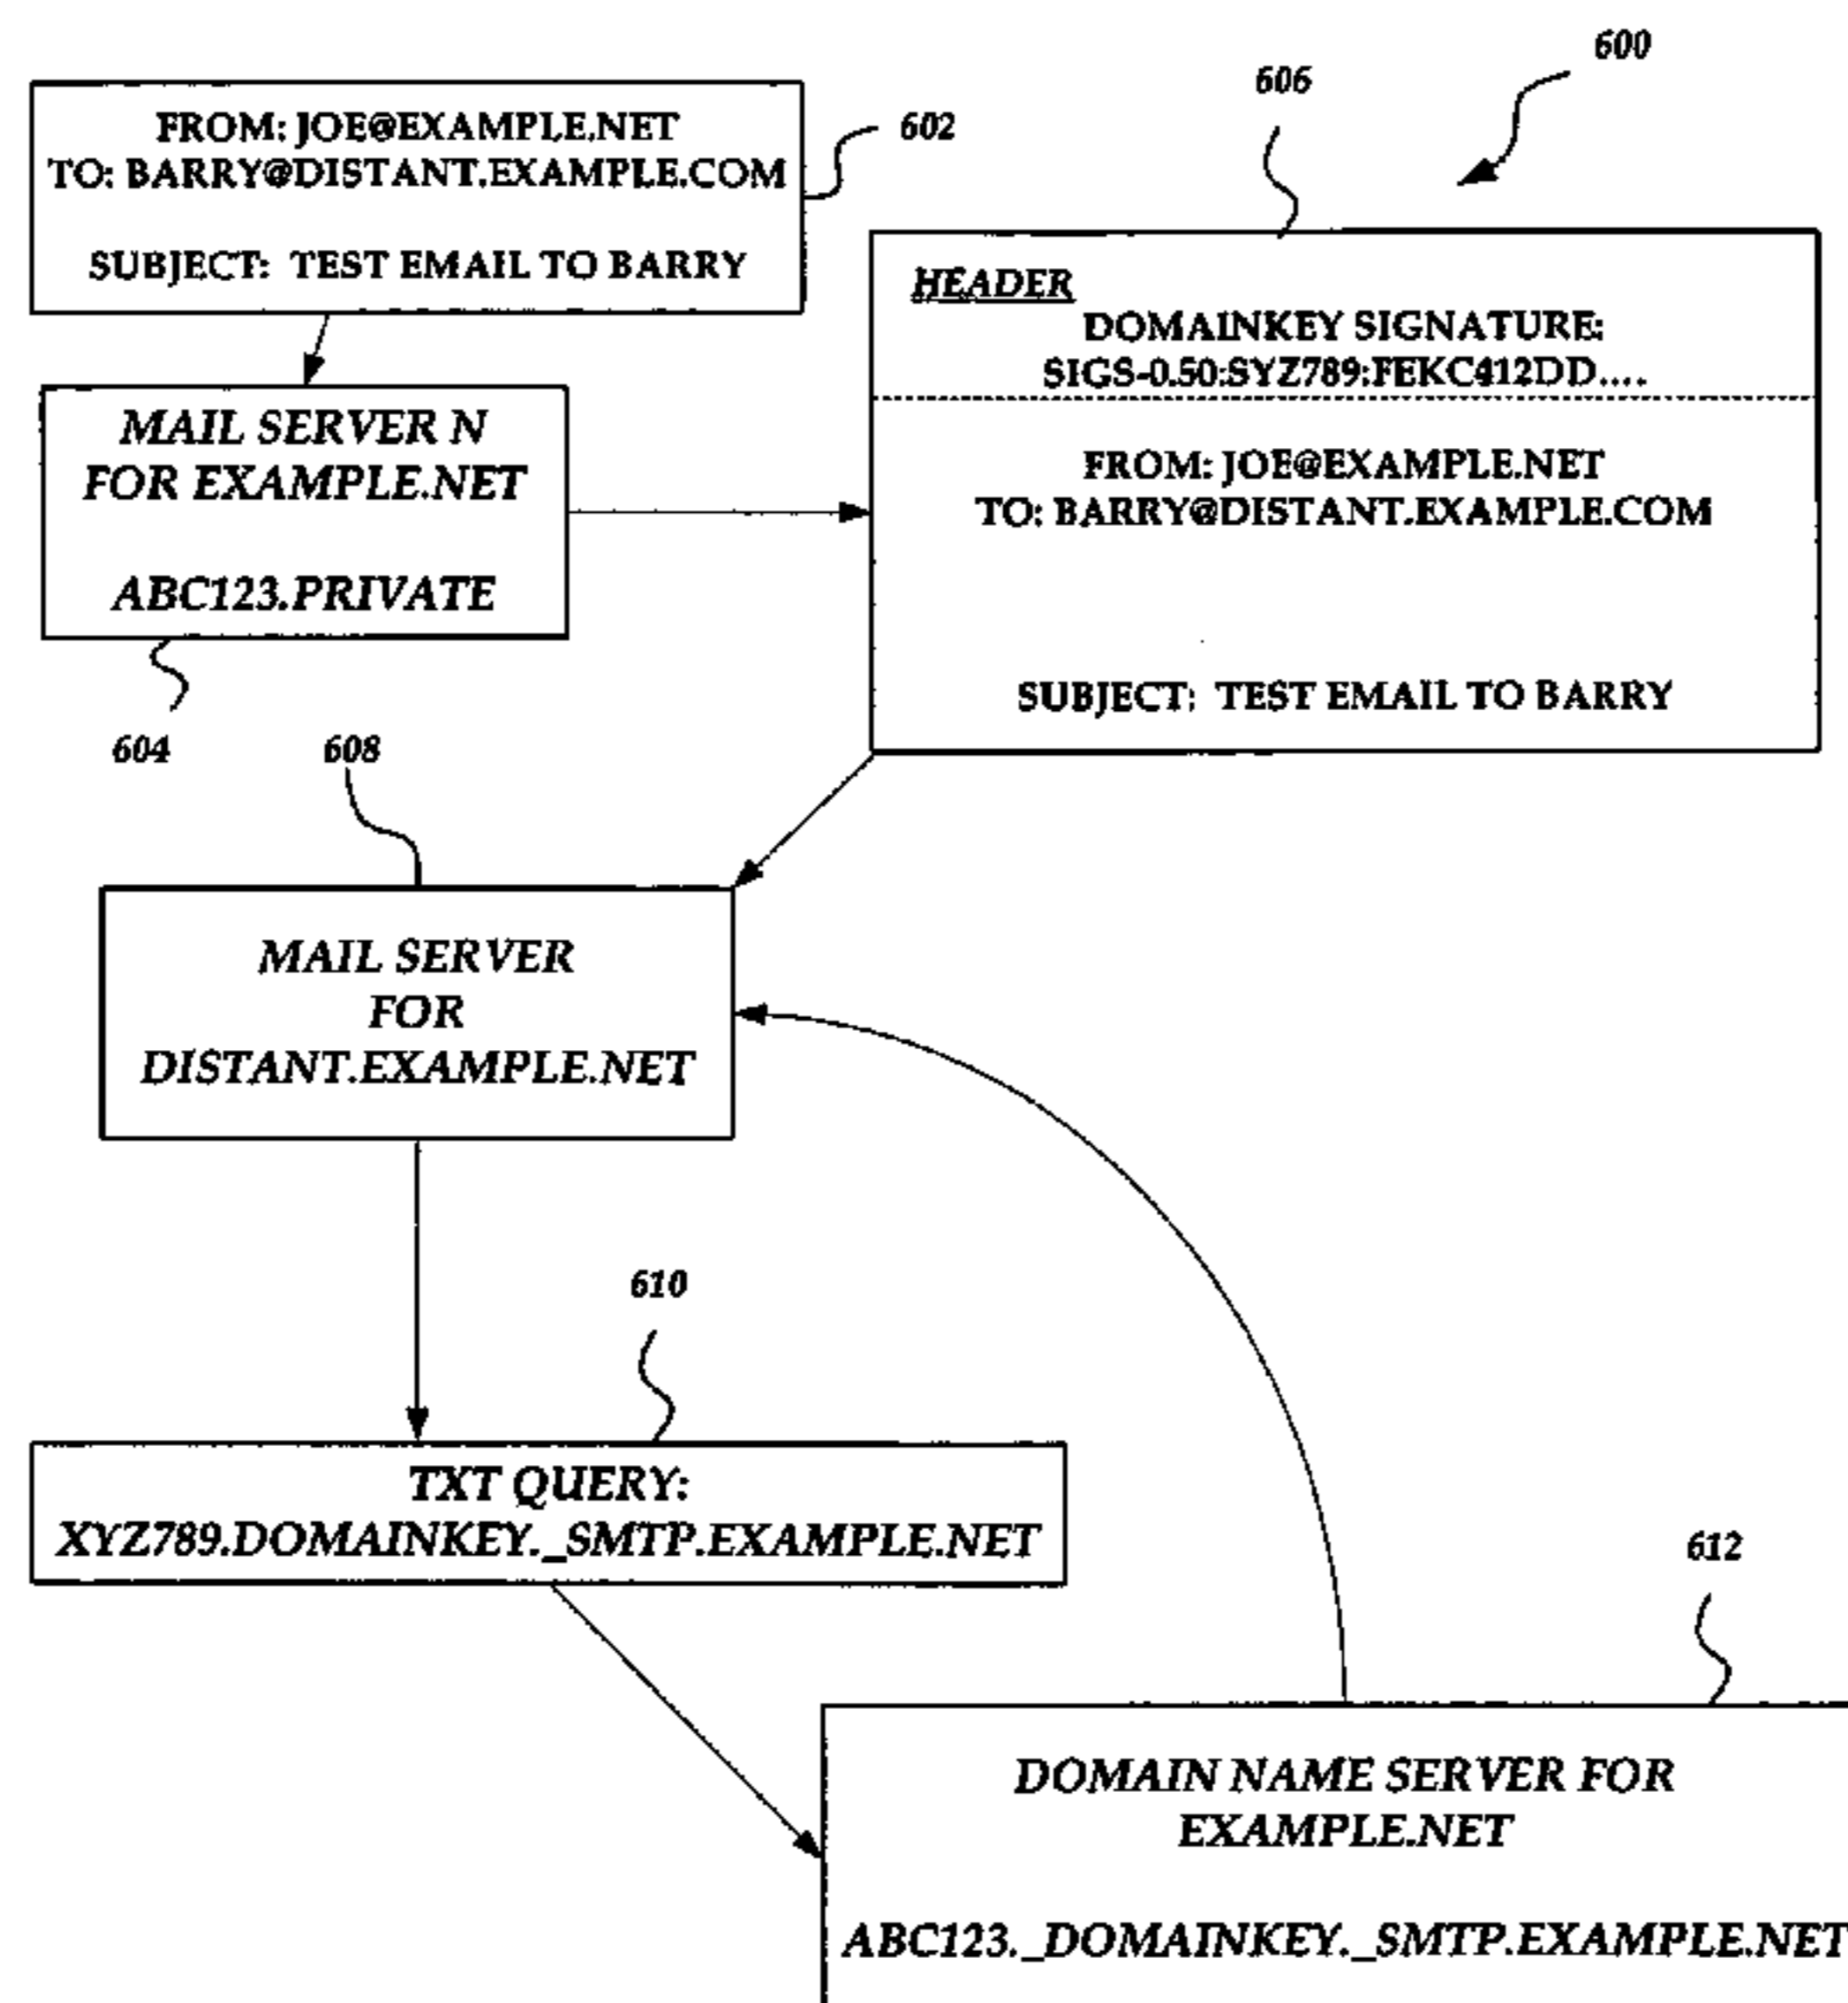 600
606
FROM: JOE@EXAMPLE.NET
TO: BARRY@DISTANT.EXAMPLE.COM
SUBJECT: TEST EMAIL TO BARRY
602
HEADER
DOMAINKEY SIGNATURE:
SIGS-0.50:SYZ789:FEKC412DD....
FROM: JOE@EXAMPLE.NET
TO: BARRY@DISTANT.EXAMPLE.COM
SUBJECT: TEST EMAIL TO BARRY
MAIL SERVER N
FOR EXAMPLE.NET
ABC123.PRIVATE
604
608
MAIL SERVER
FOR
DISTANT.EXAMPLE.NET
610
TXT QUERY:
XYZ789.DOMAINKEY._SMTP.EXAMPLE.NET
612
DOMAIN NAME SERVER FOR
EXAMPLE.NET
ABC123._DOMAINKEY._SMTP.EXAMPLE.NET